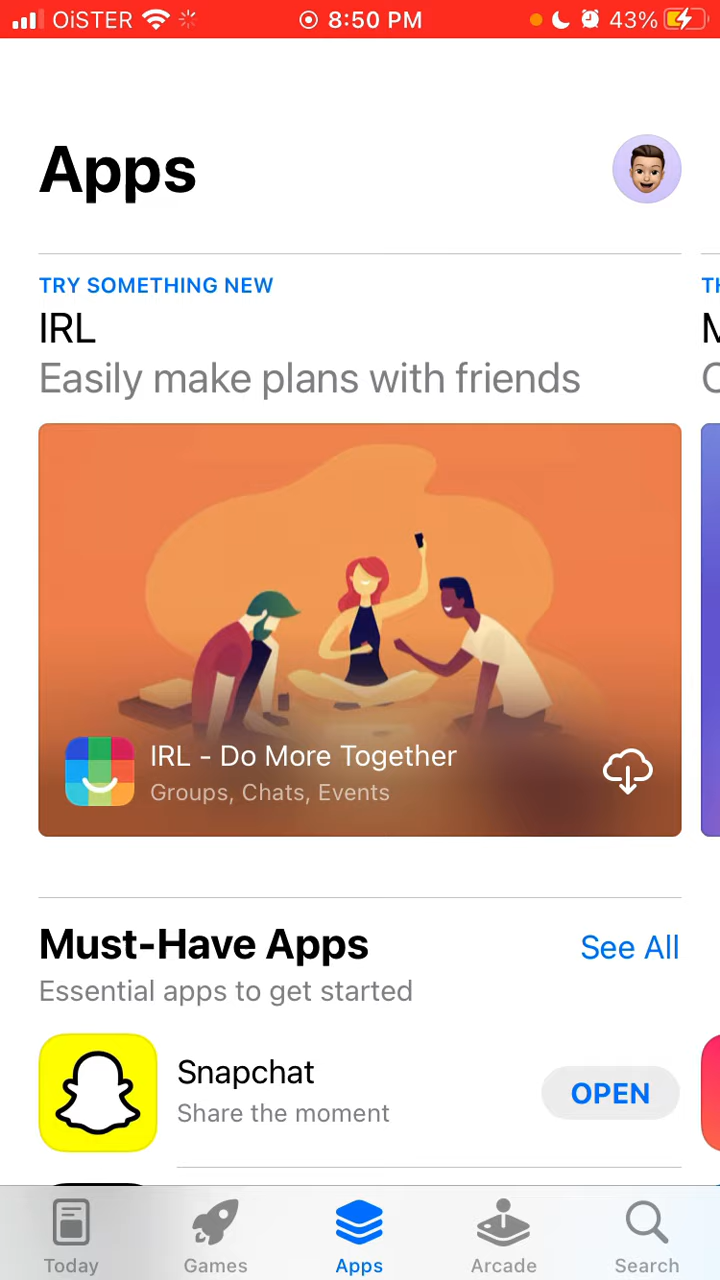 OiSTER 8:50 PM 43%
Apps
TRY SOMETHING NEW
IRL
Easily make plans with friends
IRL - Do More Together
Groups, Chats, Events
Must-Have Apps See All
Essential apps to get started
Snapchat
Share the moment
OPEN
Today Games Apps Arcade Search